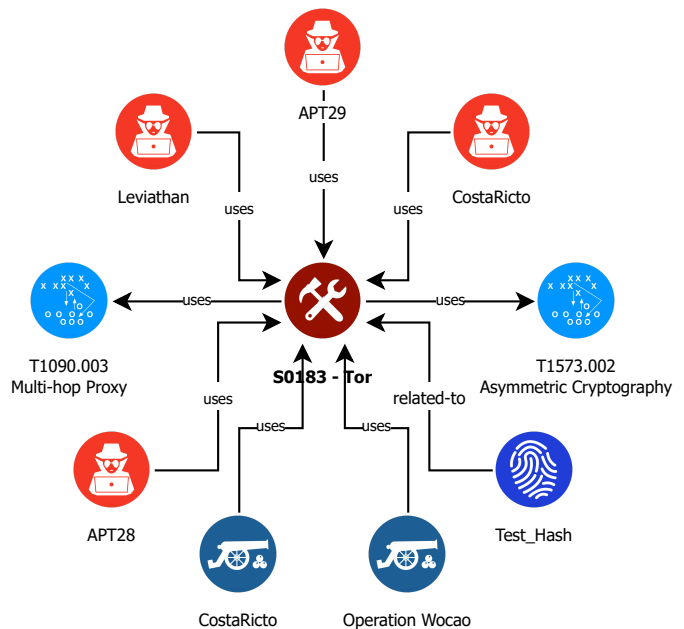 APT29
Leviathan
CostaRicto
uses
uses
uses
uses
uses
T1090.003
Multi-hop Proxy
S0183 - Tor
T1573.002
Asymmetric Cryptography
uses
related-to
uses
uses
APT28
Test_Hash
CostaRicto
Operation Wocao